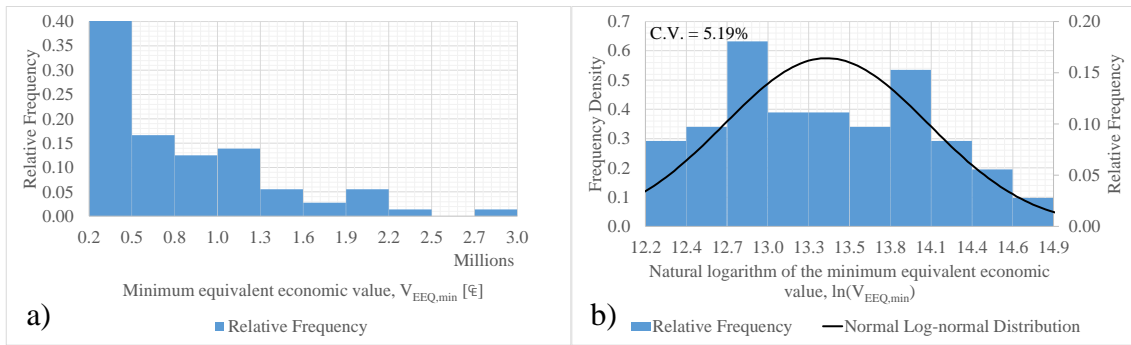 0.40
0.35
0.30
0.25
0.20
0.15
0.10
0.05
0.00
Relative Frequency
0.2 0.5 0.8 1.0 1.3 1.6 1.9 2.2 2.5 2.7 3.0
Millions
Minimum equivalent economic value, V_EEQ,min [₠]
a)
Relative Frequency
C.V. = 5.19%
0.7
0.6
0.5
0.4
0.3
0.2
0.1
0.0
Frequency Density
0.20
0.15
0.10
0.05
0.00
Relative Frequency
12.2 12.4 12.7 13.0 13.3 13.5 13.8 14.1 14.4 14.6 14.9
Natural logarithm of the minimum equivalent economic
value, ln(V_EEQ,min)
b)
Relative Frequency Normal Log-normal Distribution